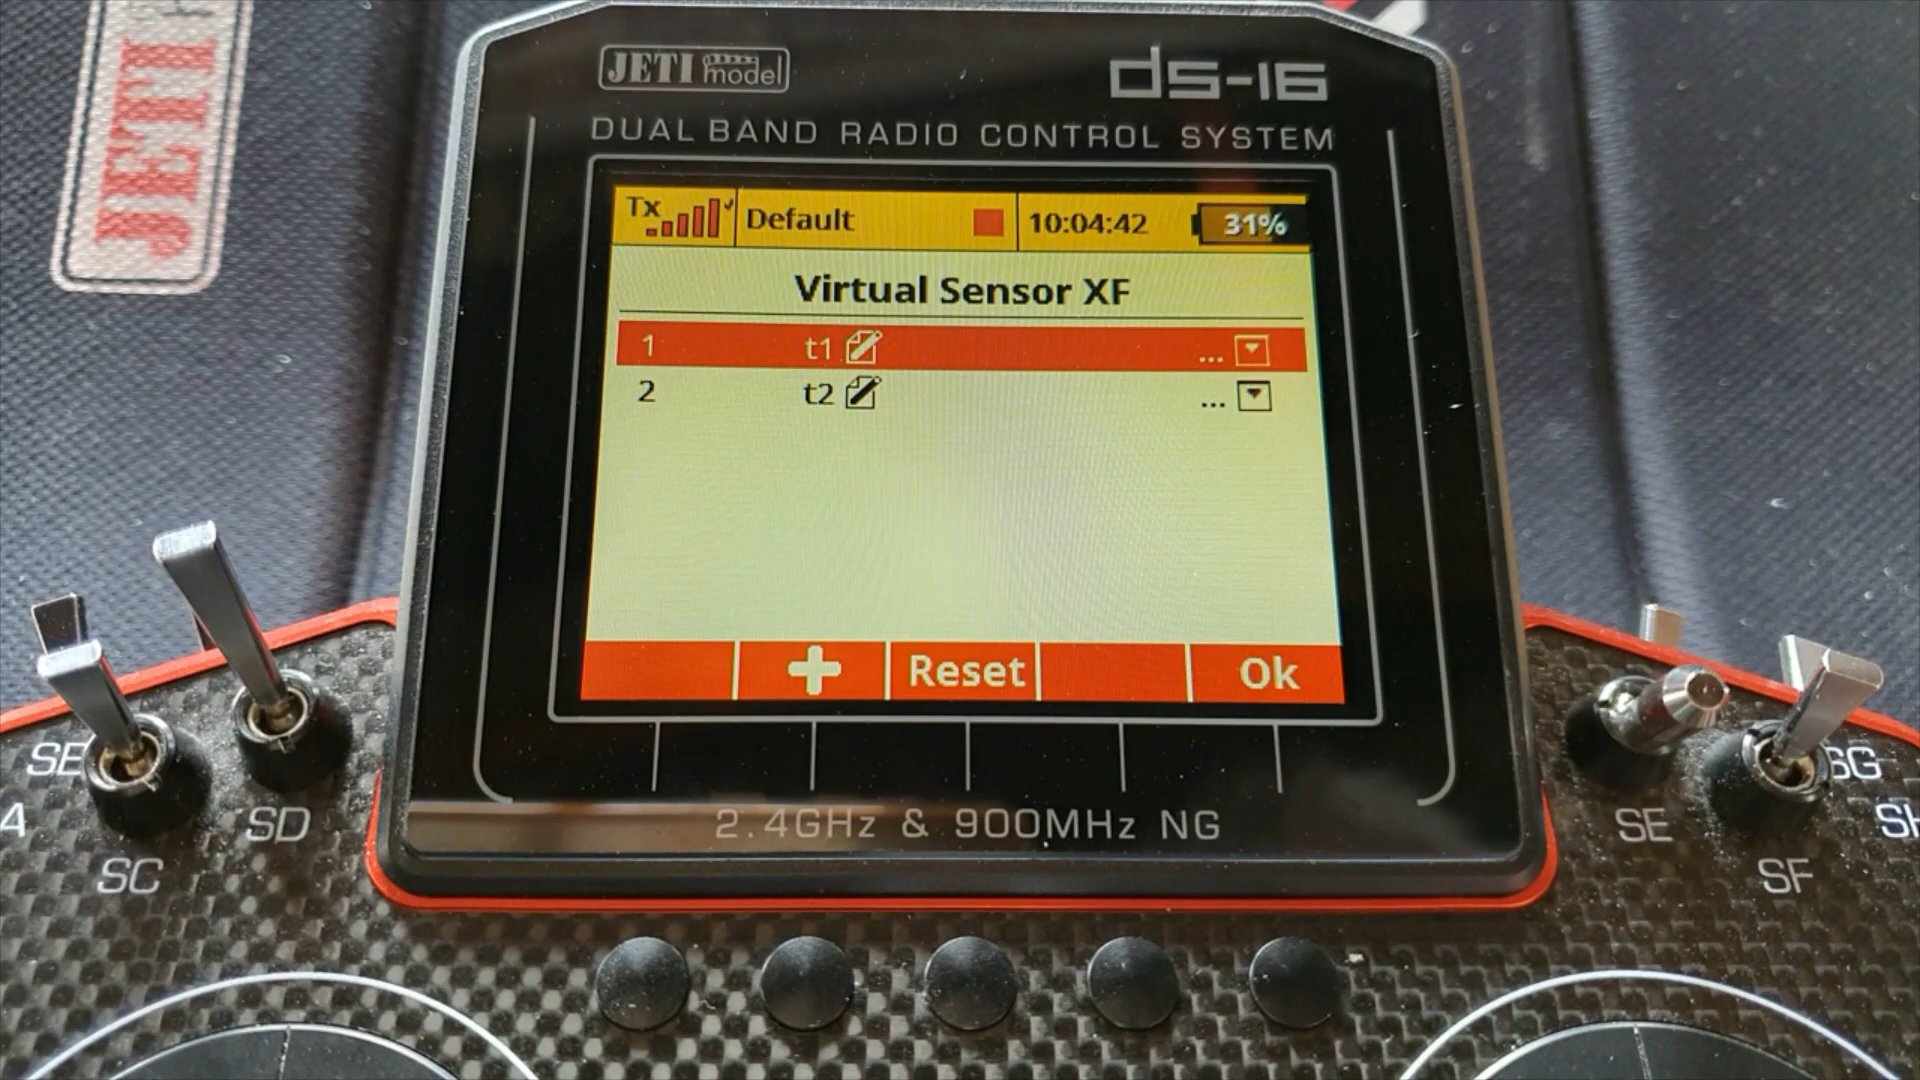 JETI
JETI model
ds-16
DUAL BAND RADIO CONTROL SYSTEM
Tx Default 10:04:42 31%
Virtual Sensor XF
1 t1 ...
2 t2 ...
Reset Ok
2.4GHz & 900MHz NG
SD
SC
SE
SF
SG